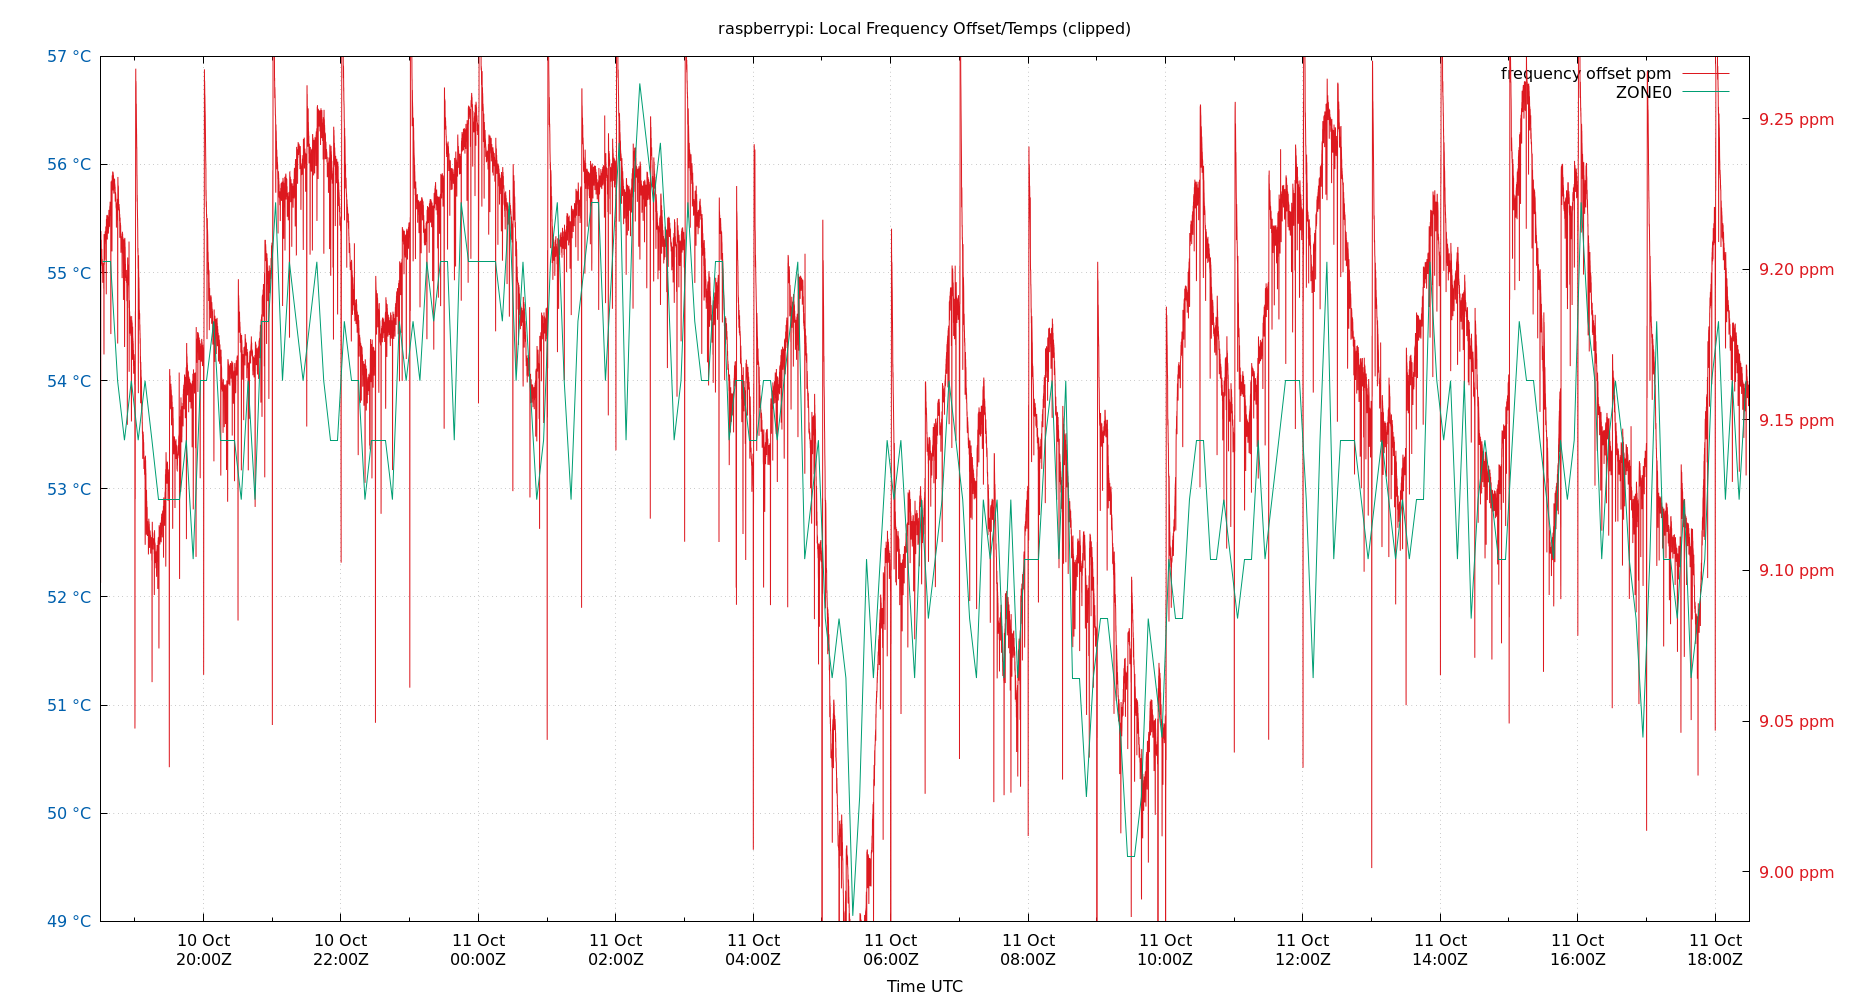 raspberrypi: Local Frequency Offset/Temps (clipped)
57 °C
56 °C
55 °C
54 °C
53 °C
52 °C
51 °C
50 °C
49 °C
frequency offset ppm
ZONE0
9.25 ppm
9.20 ppm
9.15 ppm
9.10 ppm
9.05 ppm
9.00 ppm
10 Oct 10 Oct 11 Oct 11 Oct 11 Oct 11 Oct 11 Oct 11 Oct 11 Oct 11 Oct 11 Oct 11 Oct
20:00Z 22:00Z 00:00Z 02:00Z 04:00Z 06:00Z 08:00Z 10:00Z 12:00Z 14:00Z 16:00Z 18:00Z
Time UTC